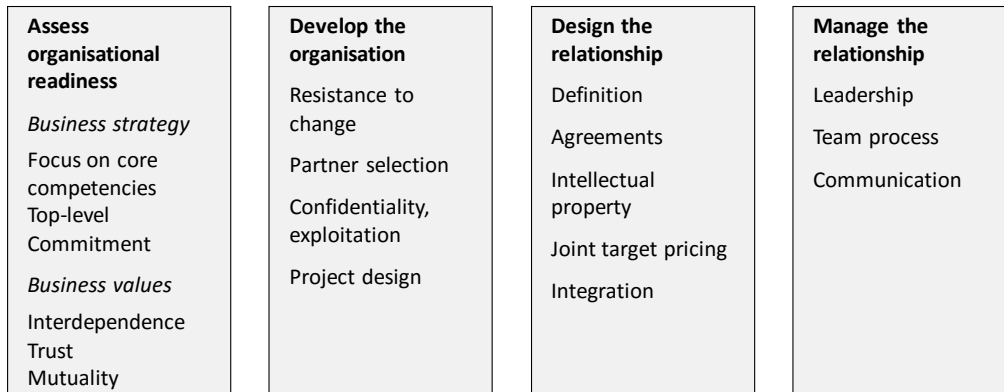 Assess
organisational
readiness
Business strategy
Focus on core
competencies
Top-level
Commitment
Business values
Interdependence
Trust
Mutuality
Develop the
organisation
Resistance to
change
Partner selection
Confidentiality,
exploitation
Project design
Design the
relationship
Definition
Agreements
Intellectual
property
Joint target pricing
Integration
Manage the
relationship
Leadership
Team process
Communication